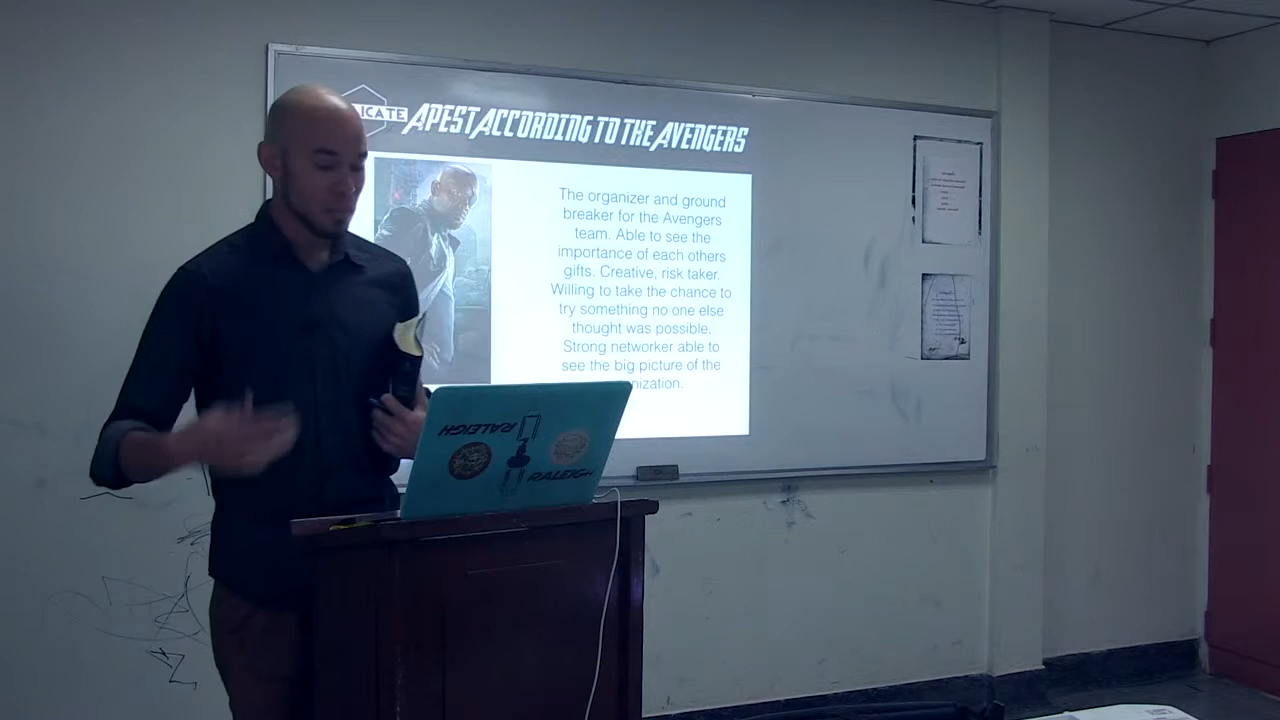 ICATE
APEST ACCORDING TO THE AVENGERS
The organizer and ground
breaker for the Avengers
team. Able to see the
importance of each others
gifts. Creative, risk taker.
Willing to take the chance to
try something no one else
thought was possible.
Strong networker able to
see the big picture of the
nization.
RALEIGH
RALEIGH